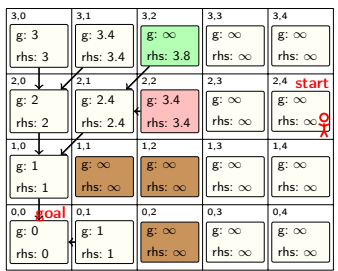 3,0 3,1 3,2 3,3 3,4
g: 3 g: 3.4 g: ∞ g: ∞ g: ∞
rhs: 3 rhs: 3.4 rhs: 3.8 rhs: ∞ rhs: ∞
2,0 2,1 2,2 2,3 2,4 start
g: 2 g: 2.4 g: 3.4 g: ∞ g: ∞
rhs: 2 rhs: 2.4 rhs: 3.4 rhs: ∞ rhs: ∞
1,0 1,1 1,2 1,3 1,4
g: 1 g: ∞ g: ∞ g: ∞ g: ∞
rhs: 1 rhs: ∞ rhs: ∞ rhs: ∞ rhs: ∞
0,0 goal 0,1 0,2 0,3 0,4
g: 0 g: 1 g: ∞ g: ∞ g: ∞
rhs: 0 rhs: 1 rhs: ∞ rhs: ∞ rhs: ∞